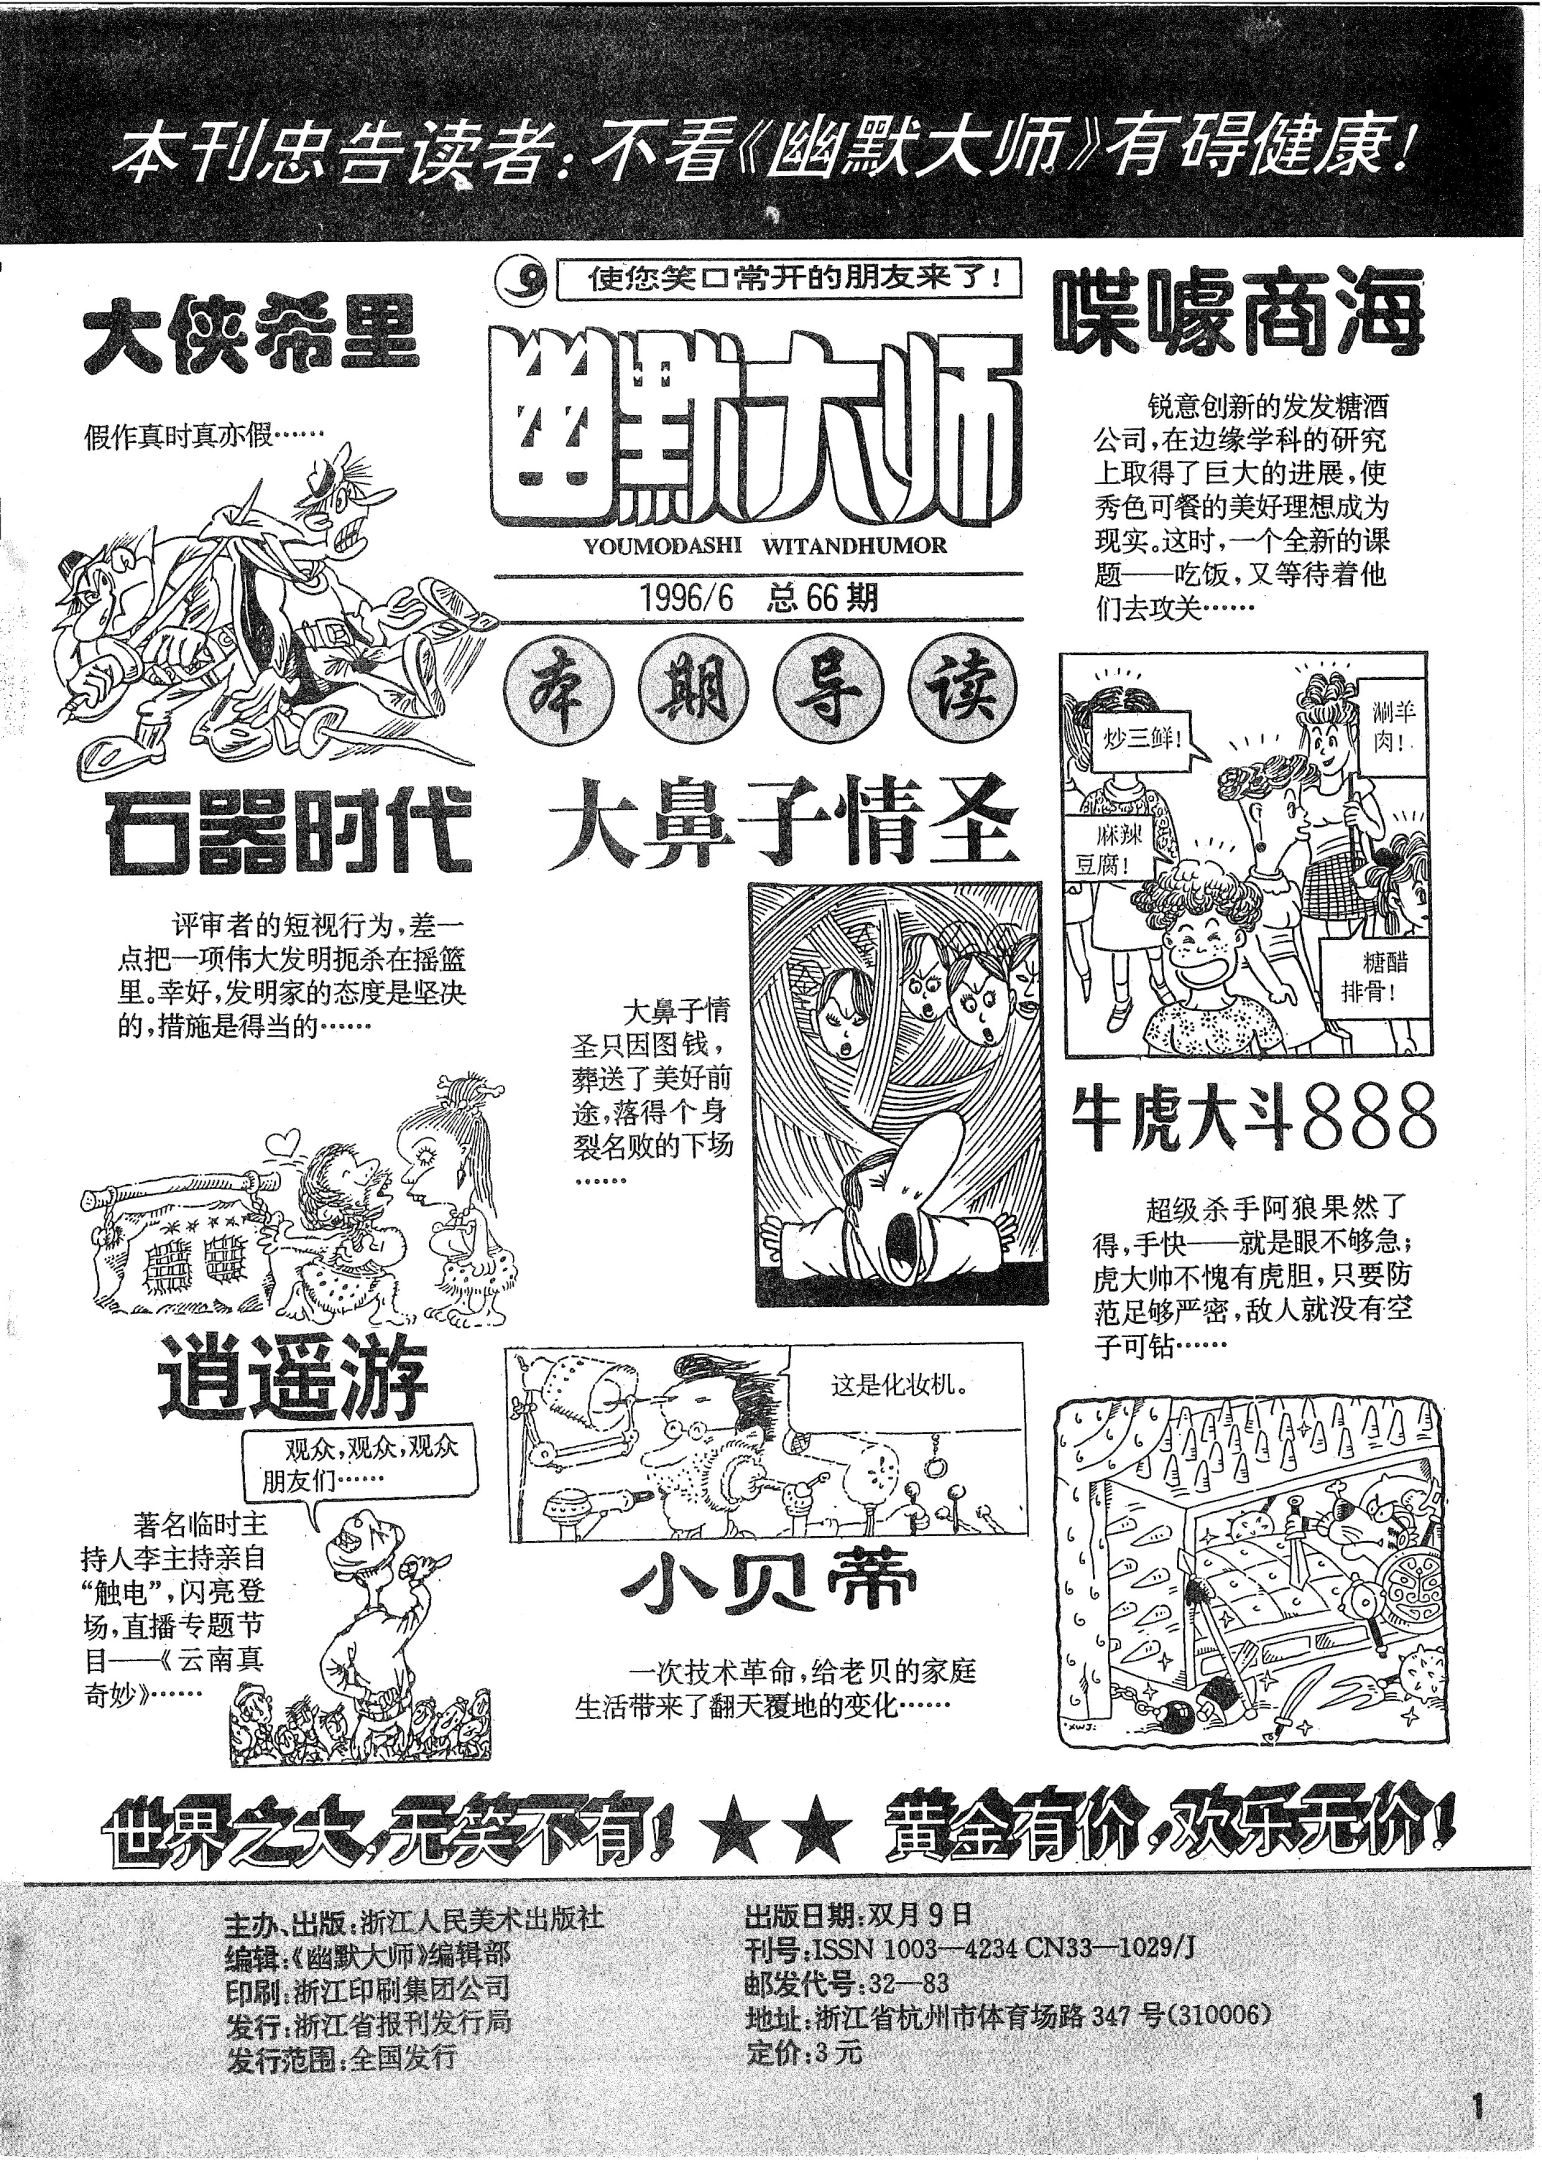 本刊忠告读者:不看《幽默大师》有碍健康!
使您笑口常开的朋友来了!
幽默大师
YOUMODASHI WITANDHUMOR
1996/6 总66期
本期导读
大侠希里
假作真时真亦假……
石器时代
评审者的短视行为,差一
点把一项伟大发明扼杀在摇篮
里。幸好,发明家的态度是坚决
的,措施是得当的……
逍遥游
观众,观众,观众
朋友们……
著名临时主
持人李主持亲自
“触电”,闪亮登
场,直播专题节
目——《云南真
奇妙》……
大鼻子情圣
大鼻子情
圣只因图钱,
葬送了美好前
途,落得个身
裂名败的下场
……
这是化妆机。
小贝蒂
一次技术革命,给老贝的家庭
生活带来了翻天覆地的变化……
喋噱商海
锐意创新的发发糖酒
公司,在边缘学科的研究
上取得了巨大的进展,使
秀色可餐的美好理想成为
现实。这时,一个全新的课
题——吃饭,又等待着他
们去攻关……
炒三鲜!
涮羊
肉!
麻辣
豆腐!
糖醋
排骨!
牛虎大斗888
超级杀手阿狼果然了
得,手快——就是眼不够急;
虎大帅不愧有虎胆,只要防
范足够严密,敌人就没有空
子可钻……
XWJ
世界之大,无笑不有!★★黄金有价,欢乐无价!
主办、出版:浙江人民美术出版社
编辑:《幽默大师》编辑部
印刷:浙江印刷集团公司
发行:浙江省报刊发行局
发行范围:全国发行
出版日期:双月9日
刊号:ISSN 1003—4234 CN33—1029/J
邮发代号:32—83
地址:浙江省杭州市体育场路347号(310006)
定价:3元
1